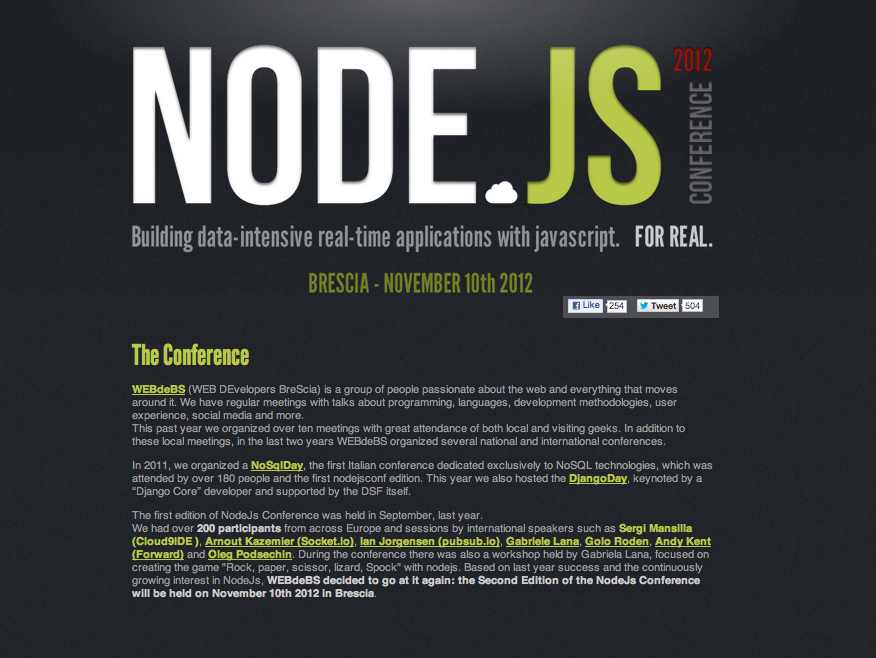 NODE.JS
2012
CONFERENCE
Building data-intensive real-time applications with javascript. FOR REAL.
BRESCIA - NOVEMBER 10th 2012
Like 254 Tweet 504
The Conference
WEBdeBS (WEB DEvelopers BreScia) is a group of people passionate about the web and everything that moves
around it. We have regular meetings with talks about programming, languages, development methodologies, user
experience, social media and more.
This past year we organized over ten meetings with great attendance of both local and visiting geeks. In addition to
these local meetings, in the last two years WEBdeBS organized several national and international conferences.
In 2011, we organized a NoSqlDay, the first Italian conference dedicated exclusively to NoSQL technologies, which was
attended by over 180 people and the first nodejsconf edition. This year we also hosted the DjangoDay, keynoted by a
"Django Core" developer and supported by the DSF itself.
The first edition of NodeJs Conference was held in September, last year.
We had over 200 participants from across Europe and sessions by international speakers such as Sergi Mansilla
(Cloud9IDE ), Arnout Kazemier (Socket.io), Ian Jorgensen (pubsub.io), Gabriele Lana, Golo Roden, Andy Kent
(Forward) and Oleg Podsechin. During the conference there was also a workshop held by Gabriela Lana, focused on
creating the game "Rock, paper, scissor, lizard, Spock" with nodejs. Based on last year success and the continuously
growing interest in NodeJs, WEBdeBS decided to go at it again: the Second Edition of the NodeJs Conference
will be held on November 10th 2012 in Brescia.